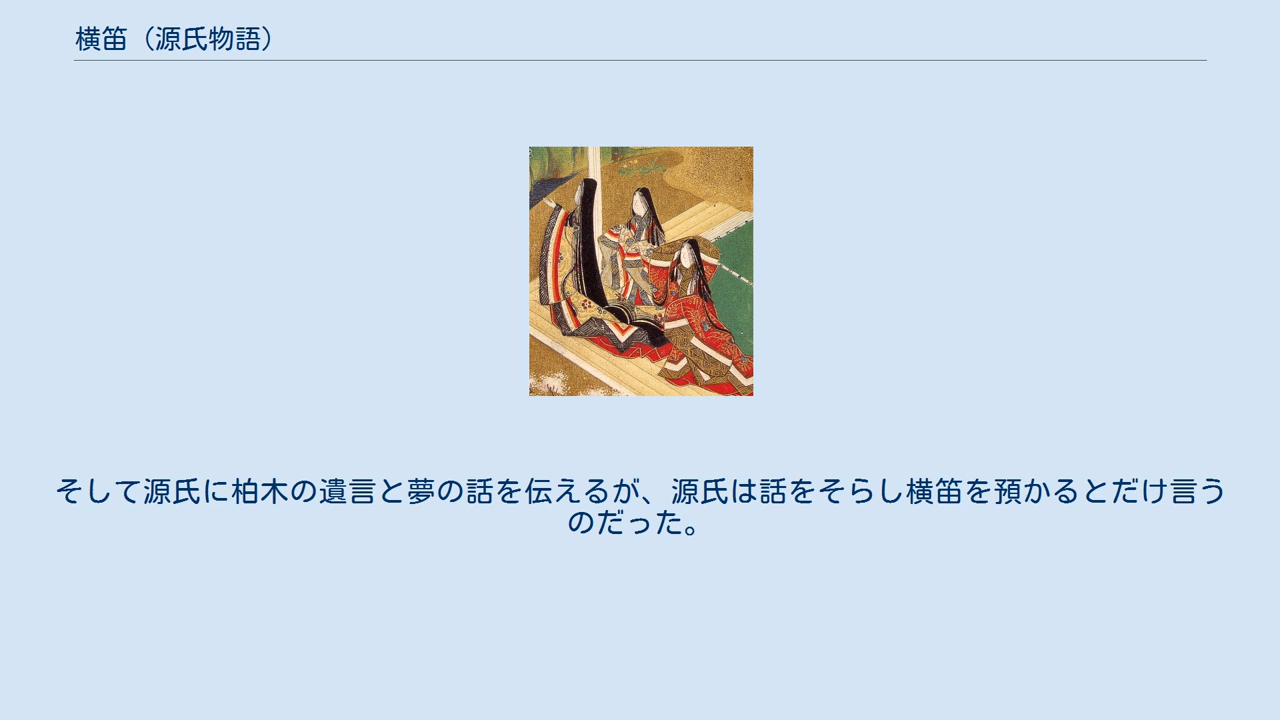 横笛（源氏物語）
そして源氏に柏木の遺言と夢の話を伝えるが、源氏は話をそらし横笛を預かるとだけ言う
のだった。